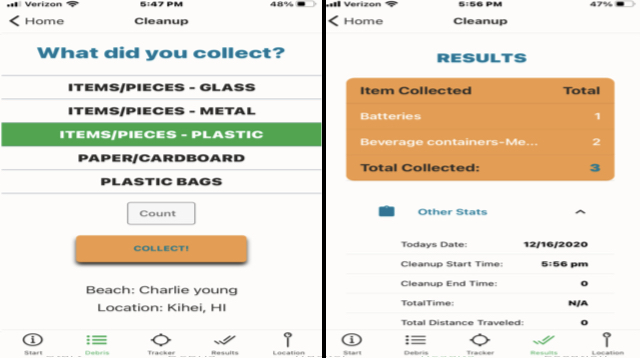 Verizon 5:47 PM 48%
Home Cleanup
What did you collect?
ITEMS/PIECES - GLASS
ITEMS/PIECES - METAL
ITEMS/PIECES - PLASTIC
PAPER/CARDBOARD
PLASTIC BAGS
Count
COLLECT!
Beach: Charlie young
Location: Kihei, HI
Start Debris Tracker Results Location
Verizon 5:56 PM 47%
Home Cleanup
RESULTS
Item Collected Total
Batteries 1
Beverage containers-Me... 2
Total Collected: 3
Other Stats
Todays Date: 12/16/2020
Cleanup Start Time: 5:56 pm
Cleanup End Time: 0
TotalTime: N/A
Total Distance Traveled: 0
Start Debris Tracker Results Location